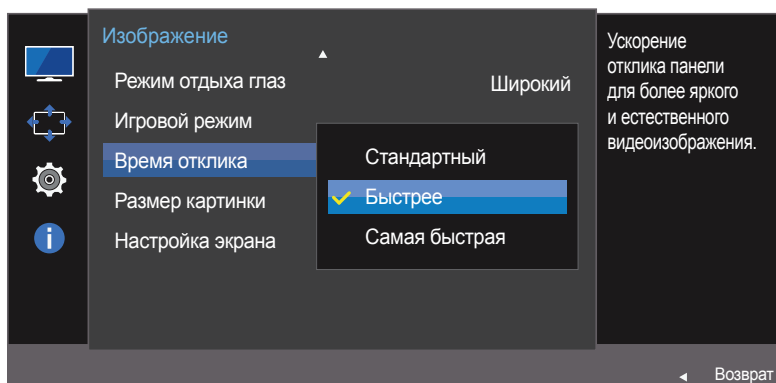 Изображение
Режим отдыха глаз
Широкий
Игровой режим
Время отклика
Размер картинки
Настройка экрана
Стандартный
Быстрее
Самая быстрая
Ускорение
отклика панели
для более яркого
и естественного
видеоизображения.
Возврат